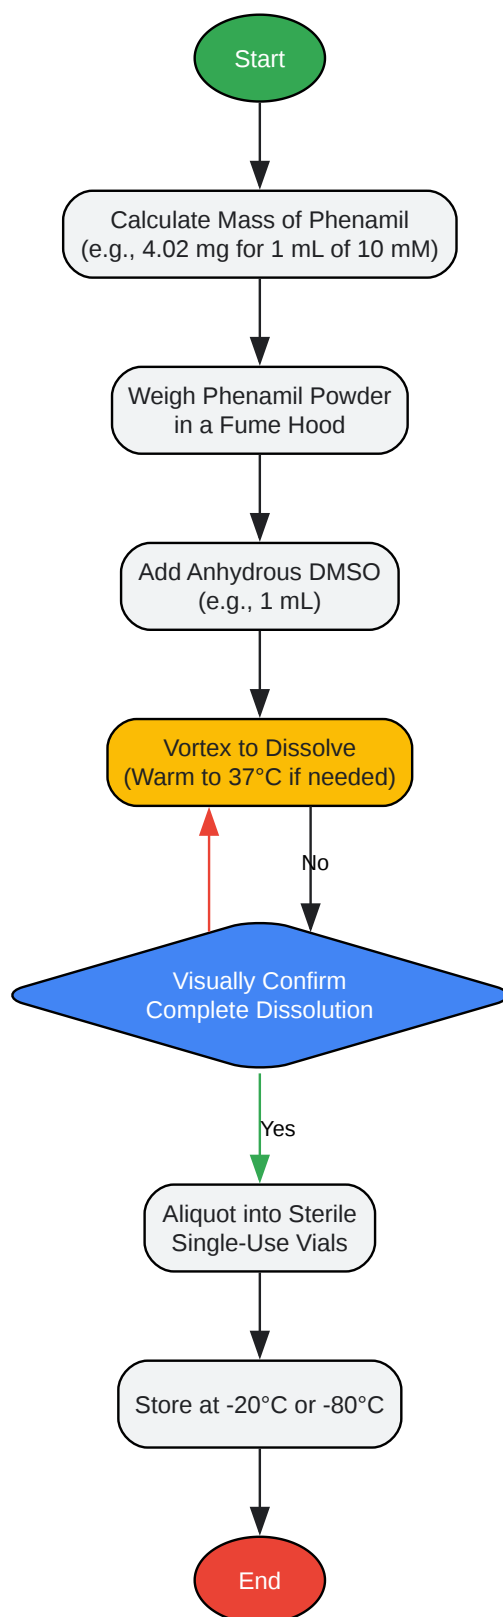 Start
Calculate Mass of Phenamil
(e.g., 4.02 mg for 1 mL of 10 mM)
Weigh Phenamil Powder
in a Fume Hood
Add Anhydrous DMSO
(e.g., 1 mL)
Vortex to Dissolve
(Warm to 37°C if needed)
No
Visually Confirm
Complete Dissolution
Yes
Aliquot into Sterile
Single-Use Vials
Store at -20°C or -80°C
End